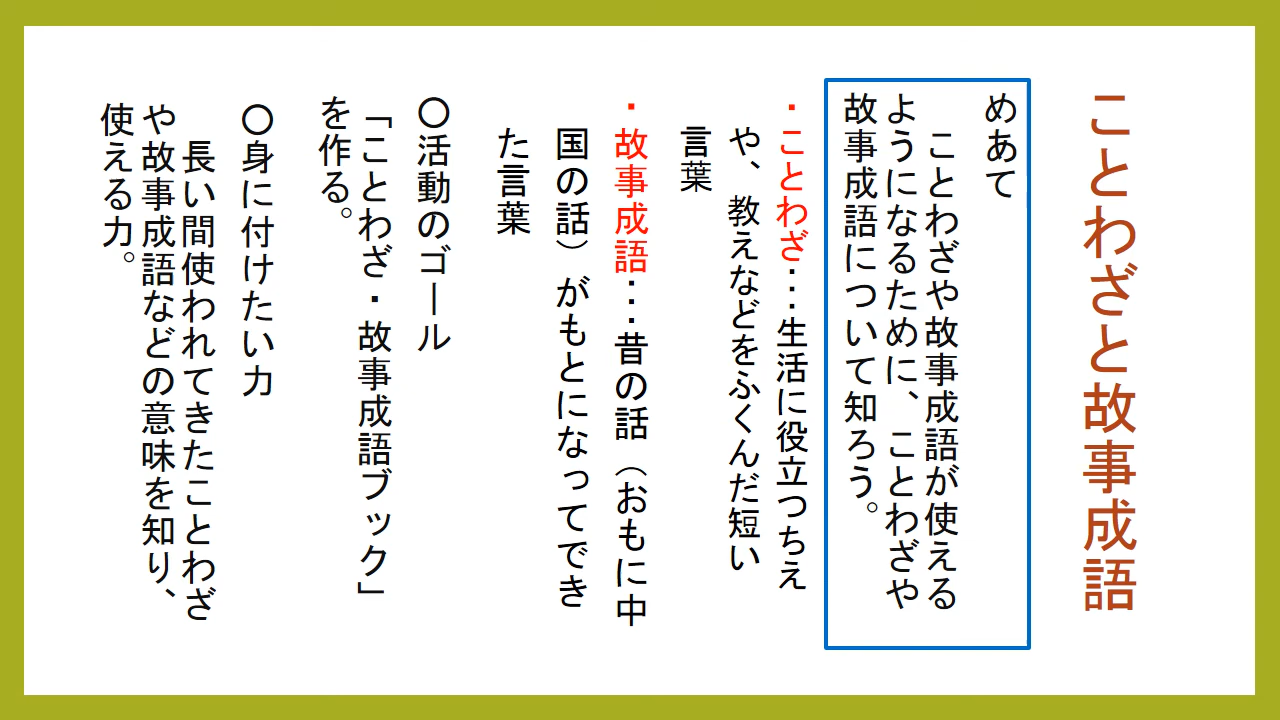 ことわざと故事成語
めあて
ことわざや故事成語が使える
ようになるために、ことわざや
故事成語について知ろう。
・ことわざ…生活に役立つちえ
や、教えなどをふくんだ短い
言葉
・故事成語…昔の話（おもに中
国の話）がもとになってでき
た言葉
〇活動のゴール
「ことわざ・故事成語ブック」
を作る。
〇身に付けたい力
長い間使われてきたことわざ
や故事成語などの意味を知り、
使える力。